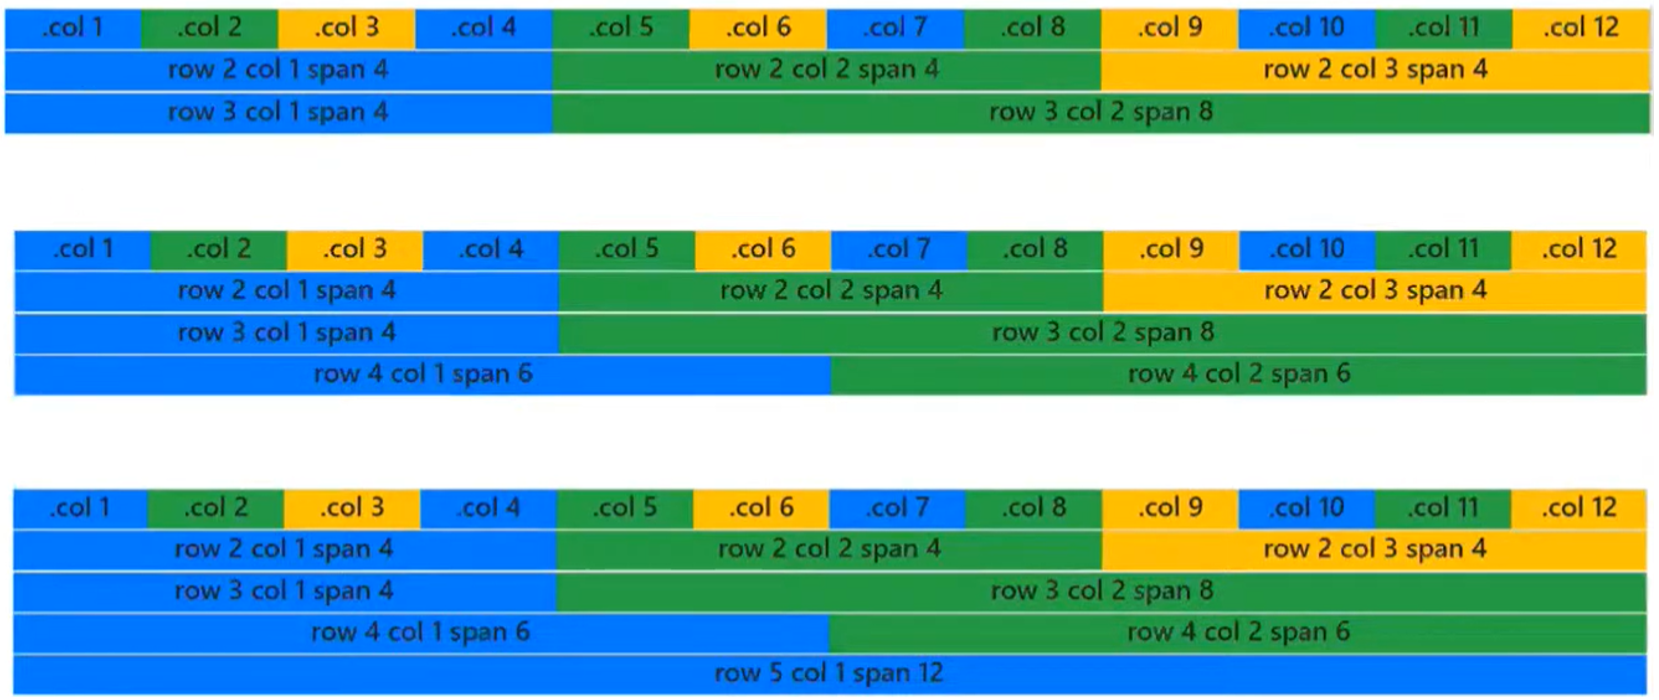 .col 1 .col 2 .col 3 .col 4 .col 5 .col 6 .col 7 .col 8 .col 9 .col 10 .col 11 .col 12
row 2 col 1 span 4 row 2 col 2 span 4 row 2 col 3 span 4
row 3 col 1 span 4 row 3 col 2 span 8
.col 1 .col 2 .col 3 .col 4 .col 5 .col 6 .col 7 .col 8 .col 9 .col 10 .col 11 .col 12
row 2 col 1 span 4 row 2 col 2 span 4 row 2 col 3 span 4
row 3 col 1 span 4 row 3 col 2 span 8
row 4 col 1 span 6 row 4 col 2 span 6
.col 1 .col 2 .col 3 .col 4 .col 5 .col 6 .col 7 .col 8 .col 9 .col 10 .col 11 .col 12
row 2 col 1 span 4 row 2 col 2 span 4 row 2 col 3 span 4
row 3 col 1 span 4 row 3 col 2 span 8
row 4 col 1 span 6 row 4 col 2 span 6
row 5 col 1 span 12